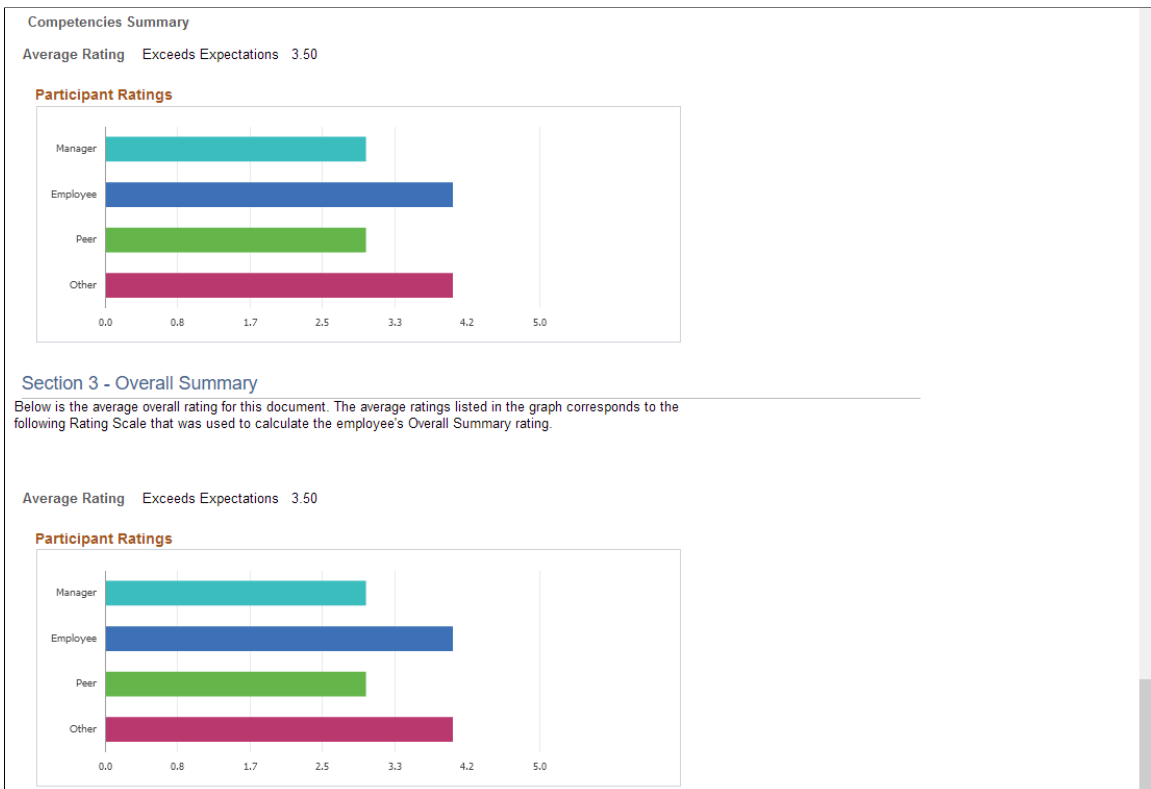 Competencies Summary
Average Rating Exceeds Expectations 3.50
Participant Ratings
Manager
Employee
Peer
Other
0.0 0.8 1.7 2.5 3.3 4.2 5.0
Section 3 - Overall Summary
Below is the average overall rating for this document. The average ratings listed in the graph corresponds to the
following Rating Scale that was used to calculate the employee's Overall Summary rating.
Average Rating Exceeds Expectations 3.50
Participant Ratings
Manager
Employee
Peer
Other
0.0 0.8 1.7 2.5 3.3 4.2 5.0